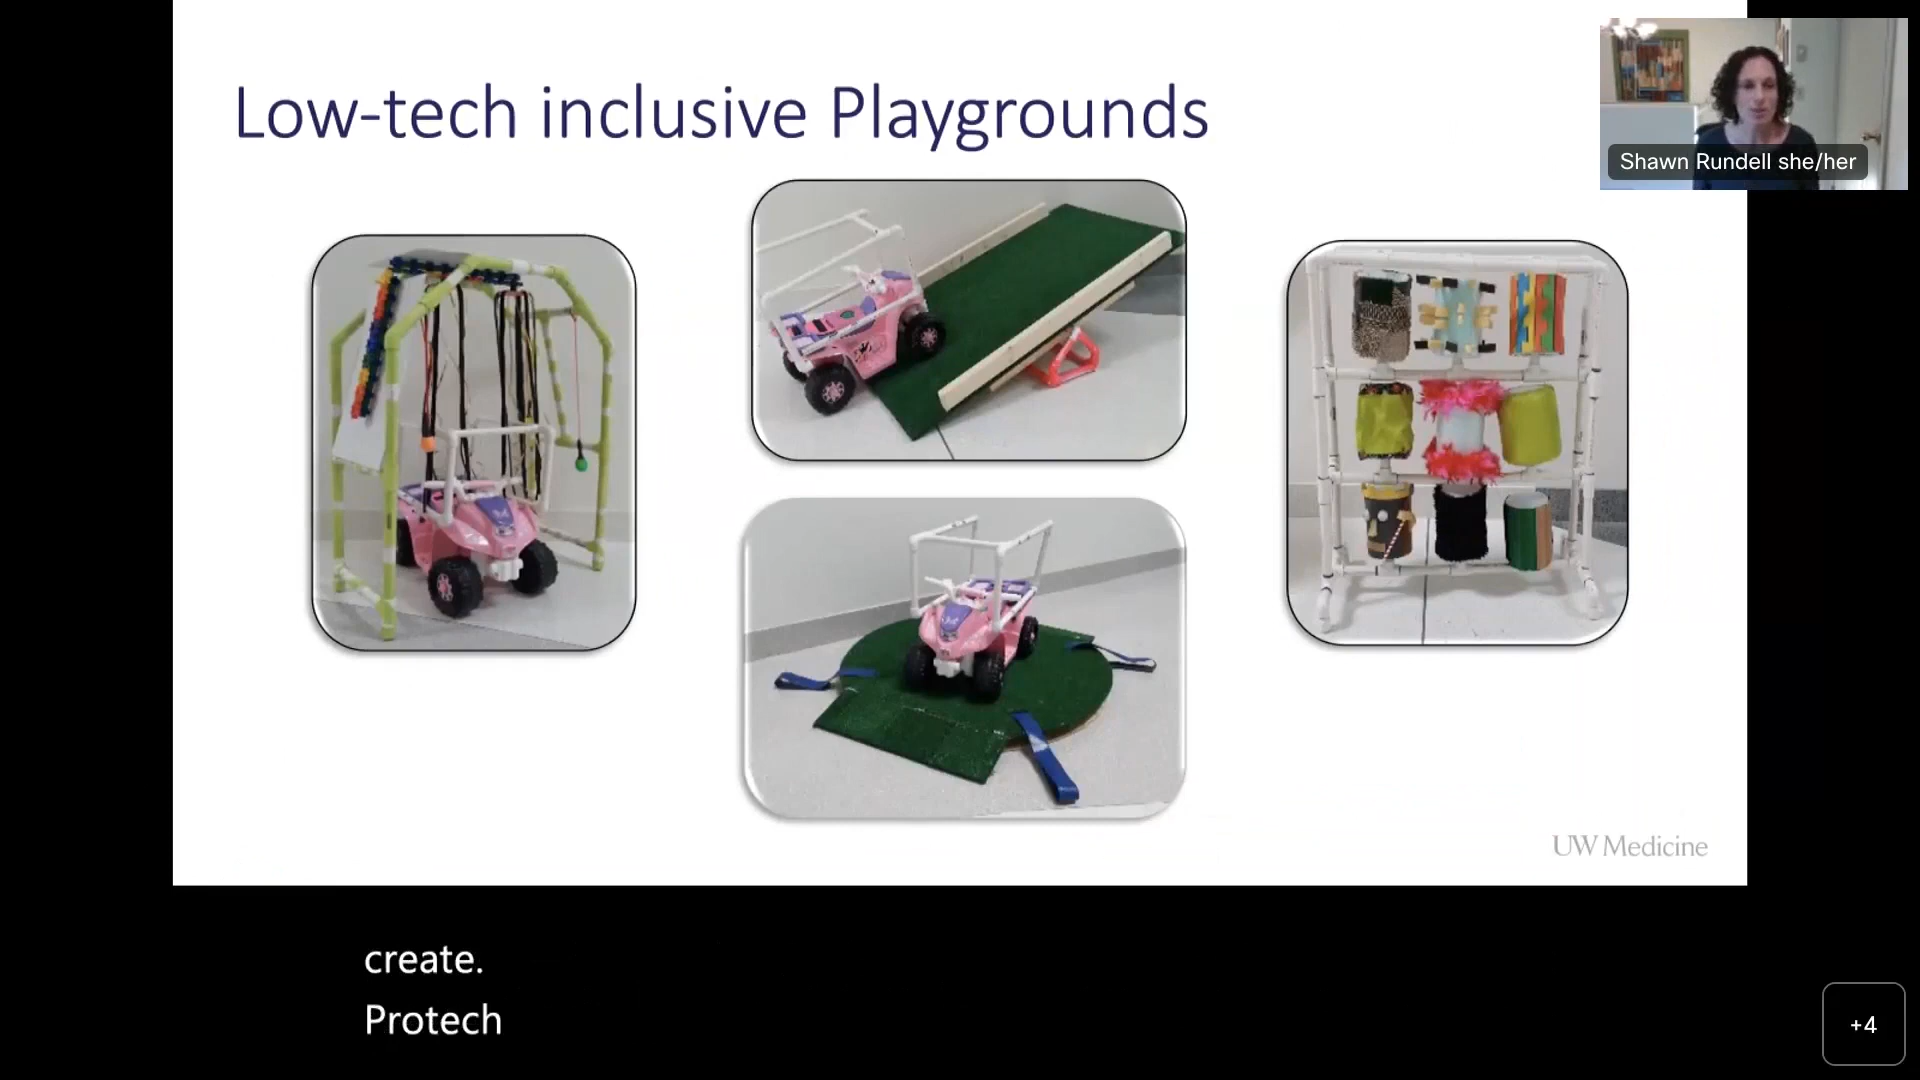 Low-tech inclusive Playgrounds
Shawn Rundell she/her
UW Medicine
create.
Protech
+4